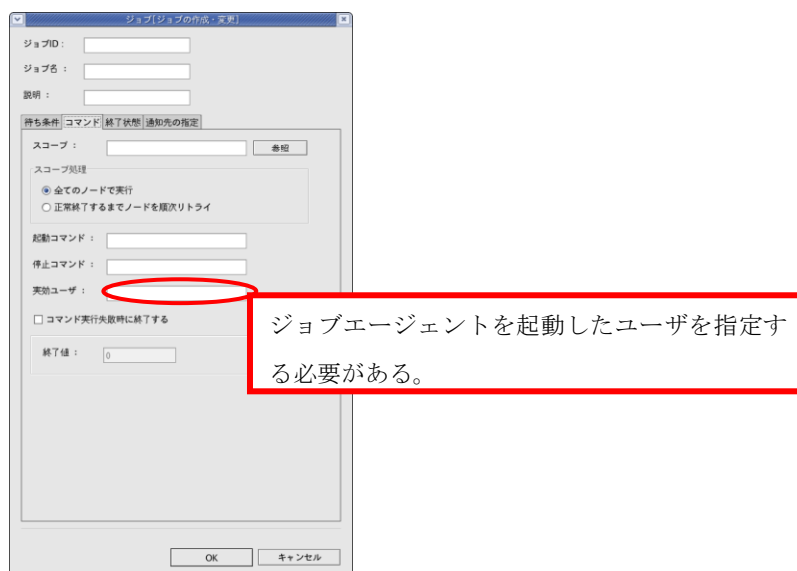 ジョブ[ジョブの作成・変更]
ジョブID：
ジョブ名：
説明：
待ち条件 コマンド 終了状態 通知先の指定
スコープ： 参照
スコープ処理
全てのノードで実行
正常終了するまでノードを順次リトライ
起動コマンド：
停止コマンド：
実効ユーザ：
コマンド実行失敗時に終了する
終了値： 0
ジョブエージェントを起動したユーザを指定す
る必要がある。
OK キャンセル